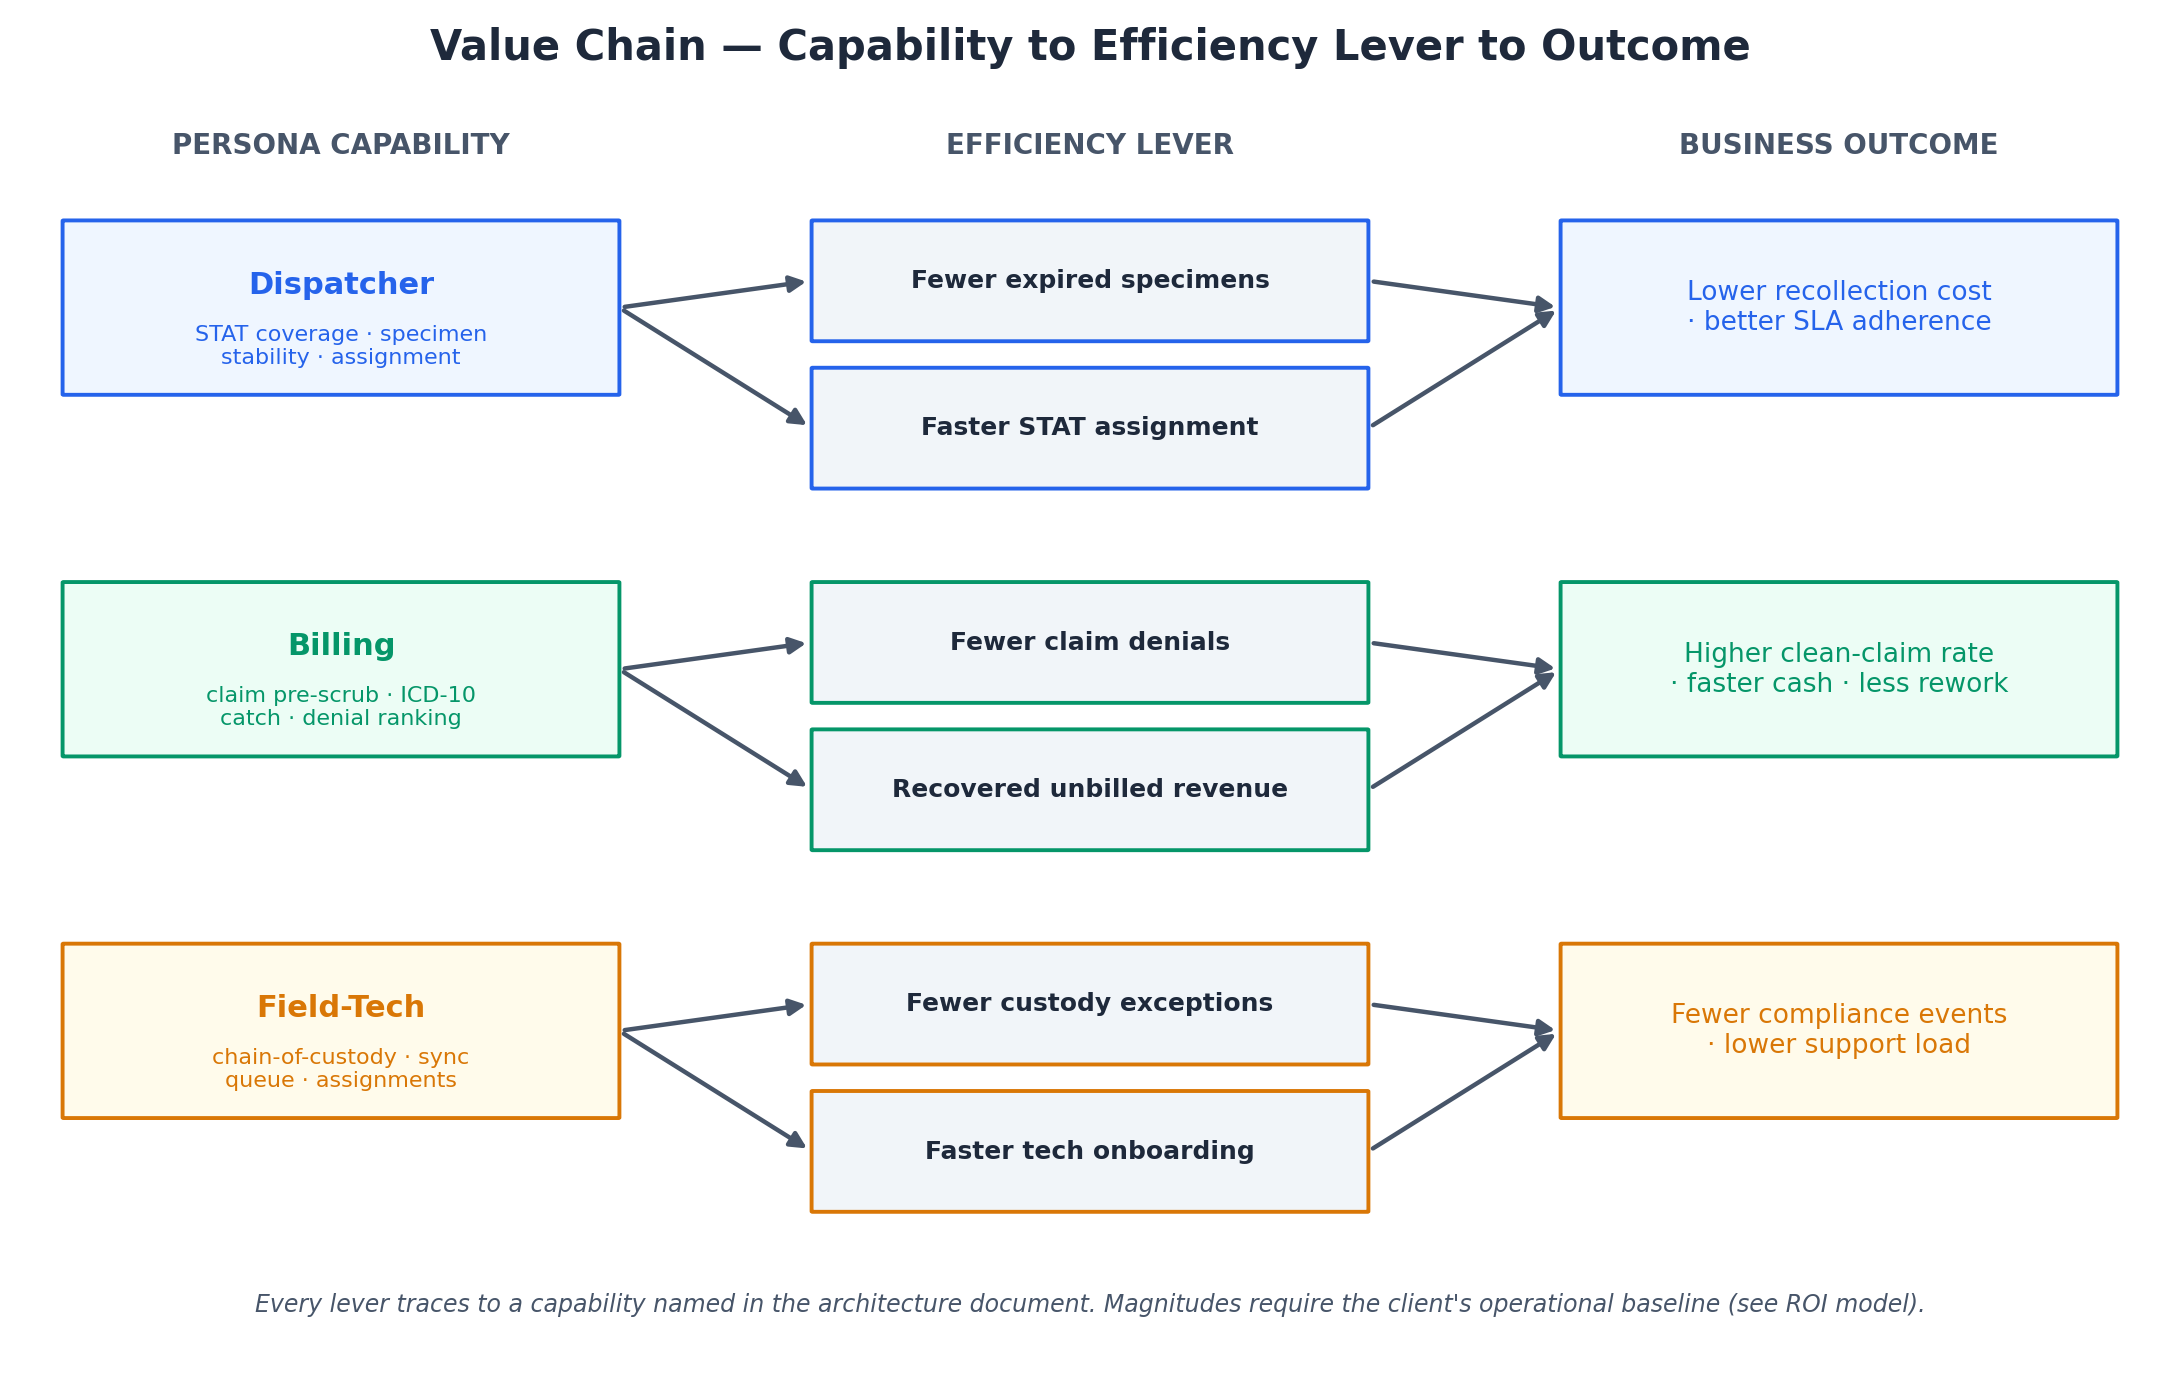 Value Chain — Capability to Efficiency Lever to Outcome
PERSONA CAPABILITY
EFFICIENCY LEVER
BUSINESS OUTCOME
Dispatcher
STAT coverage · specimen
stability · assignment
Fewer expired specimens
Faster STAT assignment
Lower recollection cost
· better SLA adherence
Billing
claim pre-scrub · ICD-10
catch · denial ranking
Fewer claim denials
Recovered unbilled revenue
Higher clean-claim rate
· faster cash · less rework
Field-Tech
chain-of-custody · sync
queue · assignments
Fewer custody exceptions
Faster tech onboarding
Fewer compliance events
· lower support load
Every lever traces to a capability named in the architecture document. Magnitudes require the client's operational baseline (see ROI model).